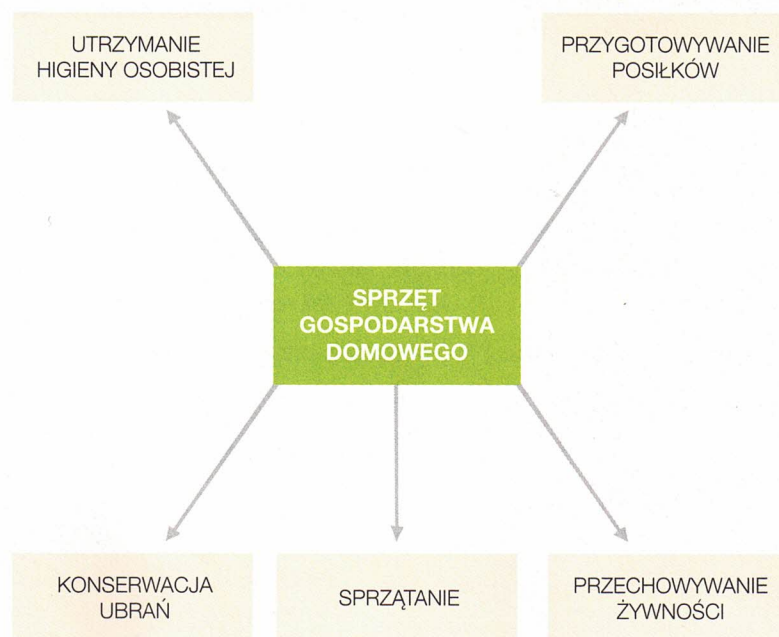 UTRZYMANIE
HIGIENY OSOBISTEJ
PRZYGOTOWYWANIE
POSIŁKÓW
SPRZĘT
GOSPODARSTWA
DOMOWEGO
KONSERWACJA
UBRAŃ
SPRZĄTANIE
PRZECHOWYWANIE
ŻYWNOŚCI